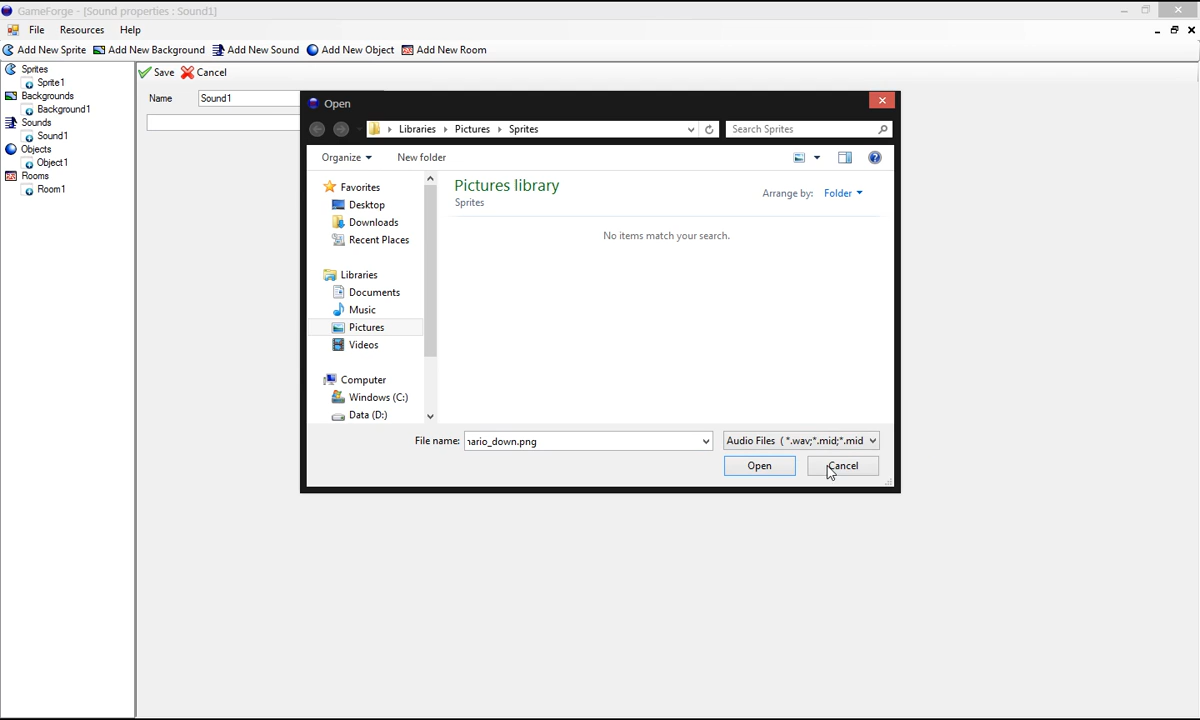 GameForge - [Sound properties : Sound1]
File Resources Help
Add New Sprite Add New Background Add New Sound Add New Object Add New Room
Sprites
Sprite1
Backgrounds
Background1
Sounds
Sound1
Objects
Object1
Rooms
Room1
Save Cancel
Name Sound1
Open
Libraries Pictures Sprites
Search Sprites
Organize New folder
Favorites
Desktop
Downloads
Recent Places
Libraries
Documents
Music
Pictures
Videos
Computer
Windows (C:)
Data (D:)
Pictures library
Sprites
Arrange by: Folder
No items match your search.
File name: nario_down.png
Audio Files ( *.wav;*.mid;*.mid
Open Cancel